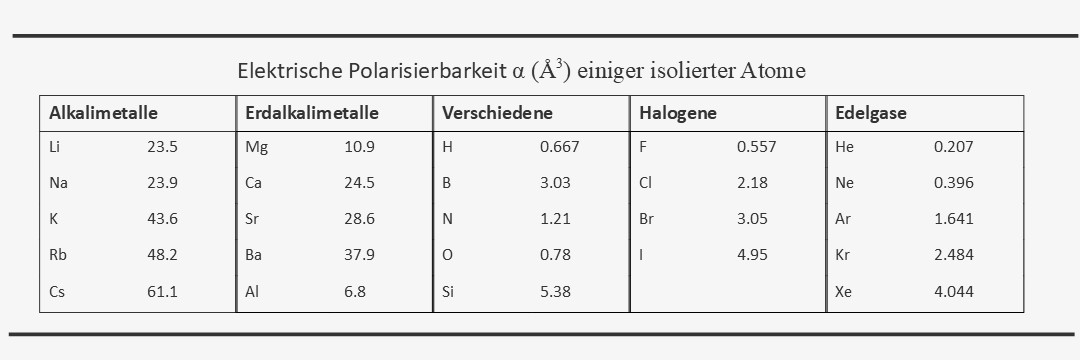 Elektrische Polarisierbarkeit α (Å³) einiger isolierter Atome
Alkalimetalle Erdalkalimetalle Verschiedene Halogene Edelgase
Li 23.5 Mg 10.9 H 0.667 F 0.557 He 0.207
Na 23.9 Ca 24.5 B 3.03 Cl 2.18 Ne 0.396
K 43.6 Sr 28.6 N 1.21 Br 3.05 Ar 1.641
Rb 48.2 Ba 37.9 O 0.78 I 4.95 Kr 2.484
Cs 61.1 Al 6.8 Si 5.38 Xe 4.044